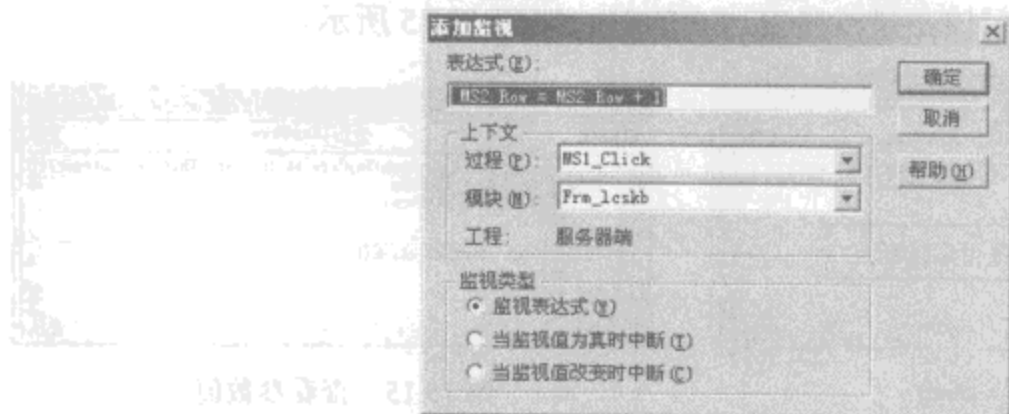 添加监视
表达式(E):
MS2.Row = MS2.Row + 1
确定
取消
帮助(H)
上下文
过程(P): MS1_Click
模块(M): Frm_lcskb
工程: 服务器端
监视类型
监视表达式(W)
当监视值为真时中断(T)
当监视值改变时中断(C)